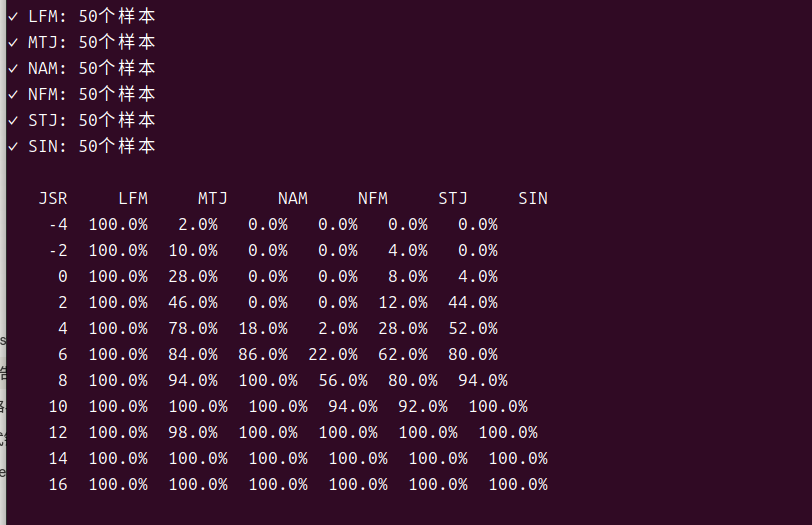 ✓ LFM: 50个样本
✓ MTJ: 50个样本
✓ NAM: 50个样本
✓ NFM: 50个样本
✓ STJ: 50个样本
✓ SIN: 50个样本
JSR LFM MTJ NAM NFM STJ SIN
-4 100.0% 2.0% 0.0% 0.0% 0.0% 0.0%
-2 100.0% 10.0% 0.0% 0.0% 4.0% 0.0%
0 100.0% 28.0% 0.0% 0.0% 8.0% 4.0%
2 100.0% 46.0% 0.0% 0.0% 12.0% 44.0%
4 100.0% 78.0% 18.0% 2.0% 28.0% 52.0%
6 100.0% 84.0% 86.0% 22.0% 62.0% 80.0%
8 100.0% 94.0% 100.0% 56.0% 80.0% 94.0%
10 100.0% 100.0% 100.0% 94.0% 92.0% 100.0%
12 100.0% 98.0% 100.0% 100.0% 100.0% 100.0%
14 100.0% 100.0% 100.0% 100.0% 100.0% 100.0%
16 100.0% 100.0% 100.0% 100.0% 100.0% 100.0%